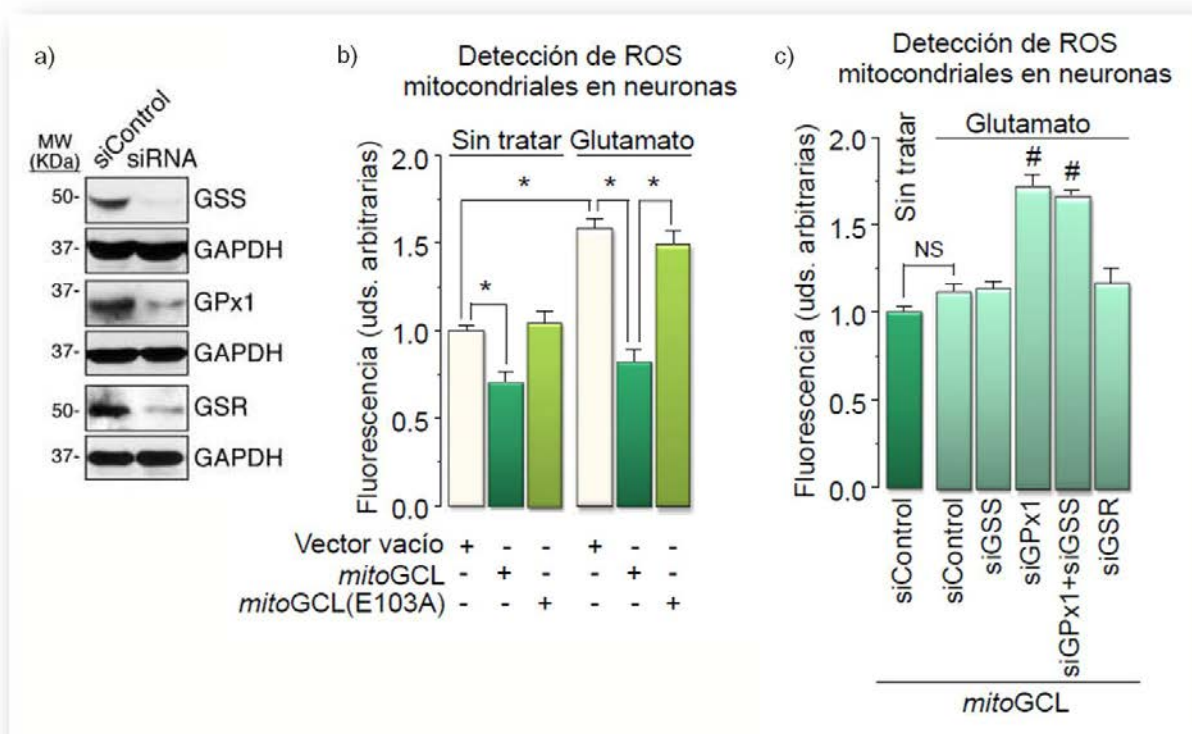 a)
MW
(KDa)
siControl
siRNA
50-
GSS
37-
GAPDH
37-
GPx1
37-
GAPDH
50-
GSR
37-
GAPDH
b)
Detección de ROS
mitocondriales en neuronas
Sin tratar
Glutamato
Fluorescencia (uds. arbitrarias)
2.0
1.5
1.0
0.5
0.0
*
*
*
*
Vector vacío + - - + - -
mitoGCL - + - - + -
mitoGCL(E103A) - - + - - +
c)
Detección de ROS
mitocondriales en neuronas
Sin tratar
Glutamato
Fluorescencia (uds. arbitrarias)
2.0
1.5
1.0
0.5
0.0
NS
#
#
siControl
siControl
siGSS
siGPx1
siGPx1+siGSS
siGSR
mitoGCL